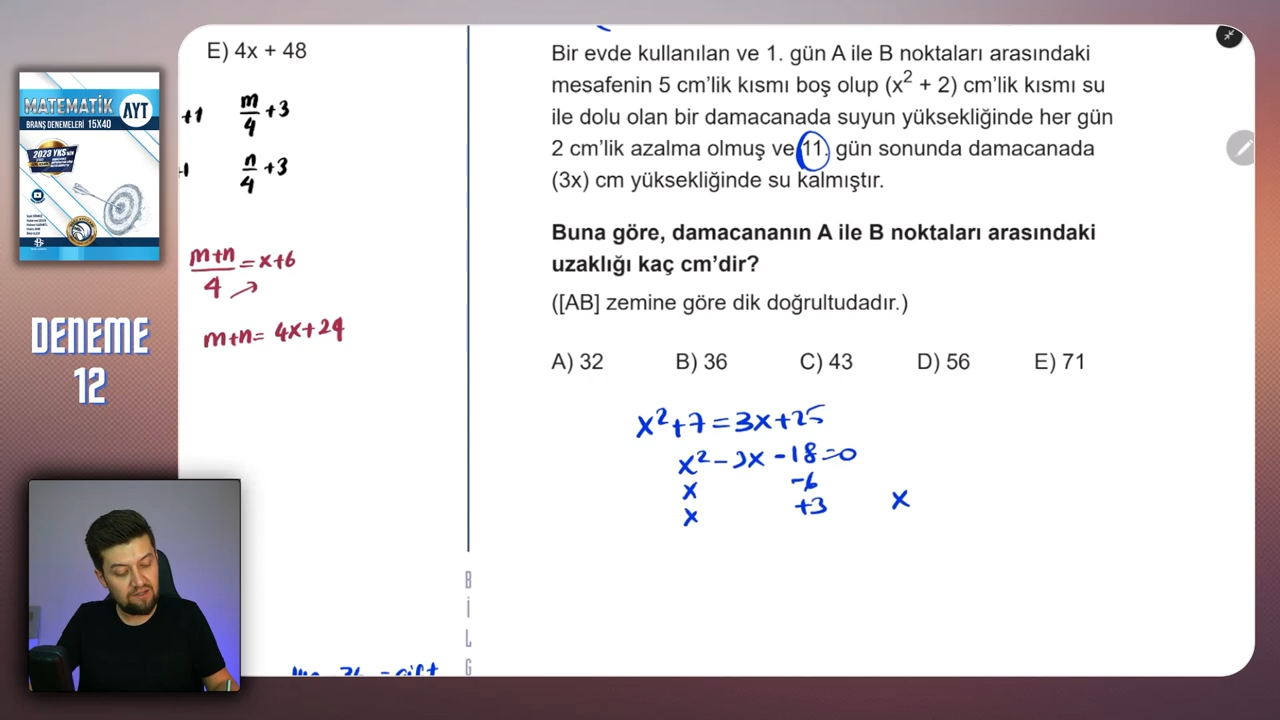 E) 4x + 48
+1 m/4 +3
n/4 +3
m+n/4 = x+6
m+n = 4x+24
MATEMATİK AYT
BRANŞ DENEMELERİ 15X40
2023 YKS'NİN
DENEME
12
Bir evde kullanılan ve 1. gün A ile B noktaları arasındaki
mesafenin 5 cm'lik kısmı boş olup (x² + 2) cm'lik kısmı su
ile dolu olan bir damacanada suyun yüksekliğinde her gün
2 cm'lik azalma olmuş ve 11. gün sonunda damacanada
(3x) cm yüksekliğinde su kalmıştır.
Buna göre, damacananın A ile B noktaları arasındaki
uzaklığı kaç cm'dir?
([AB] zemine göre dik doğrultudadır.)
A) 32 B) 36 C) 43 D) 56 E) 71
x²+7=3x+25
x²-3x-18=0
x -6
x +3 x
B
İ
L
G